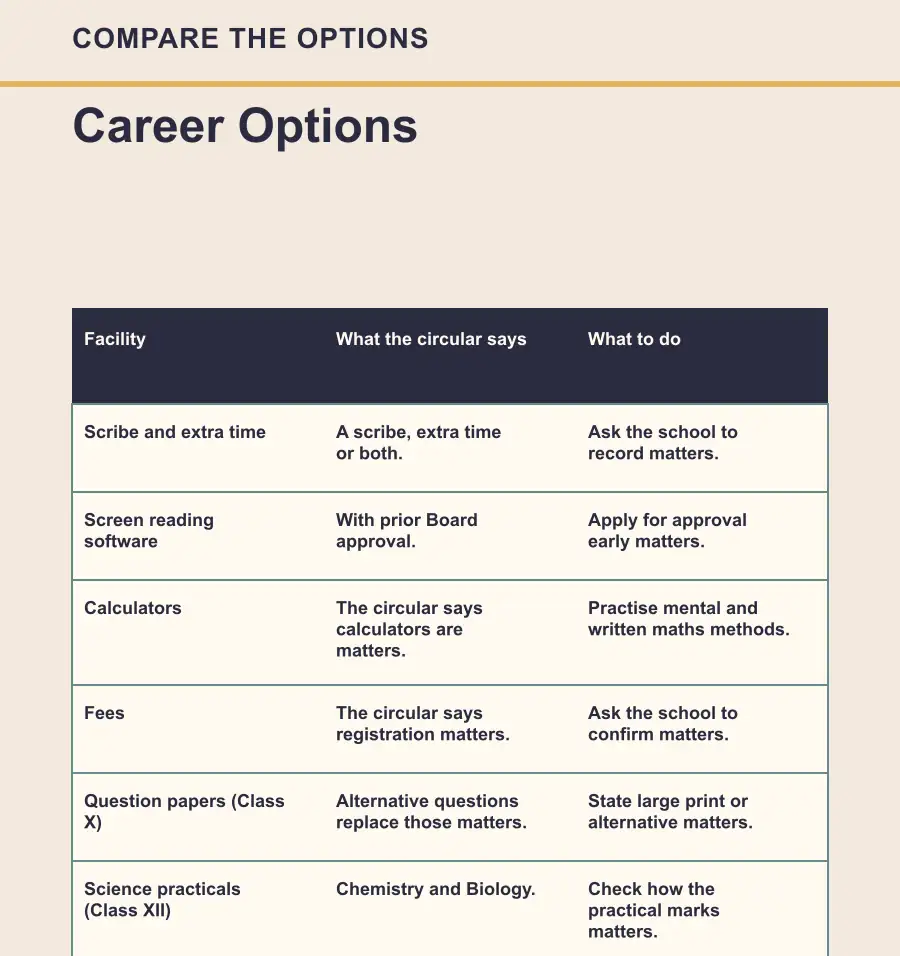 COMPARE THE OPTIONS
Career Options
Facility
What the circular says
What to do
Scribe and extra time
A scribe, extra time
or both.
Ask the school to
record matters.
Screen reading
software
With prior Board
approval.
Apply for approval
early matters.
Calculators
The circular says
calculators are
matters.
Practise mental and
written maths methods.
Fees
The circular says
registration matters.
Ask the school to
confirm matters.
Question papers (Class
X)
Alternative questions
replace those matters.
State large print or
alternative matters.
Science practicals
(Class XII)
Chemistry and Biology.
Check how the
practical marks
matters.